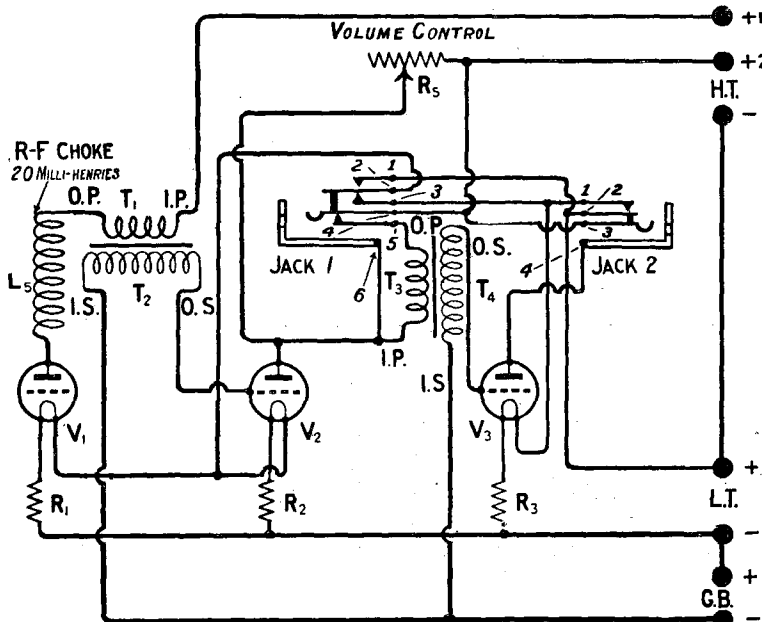 +1
VOLUME CONTROL
+2
R5
H.T.
-
R-F CHOKE
20 MILLI-HENRIES
O.P.
T1
I.P.
1
2
3
4
5
6
JACK 1
O.P.
O.S.
1
2
3
4
JACK 2
L5
I.S.
T2
O.S.
T3
T4
I.P.
I.S
V1
V2
V3
+
R1
R2
R3
L.T.
-
+
G.B.
-